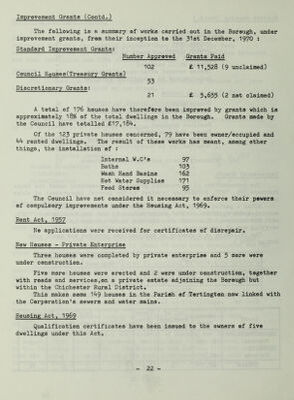 Improvement Grants (Contd.)
The following is a summary of works carried out in the Borough, under
improvement grants, from their inception to the 31st December, 1970 :
Standard Improvement Grants:
Number Approved Grants Paid
102 £ 11,528 (9 unclaimed)
Council Houses(Treasury Grants)
53
Discretionary Grants:
21 £ 5,655 (2 not claimed)
A total of 176 houses have therefore been improved by grants which is
approximately 18% of the total dwellings in the Borough. Grants made by
the Council have totalled £17,184.
Of the 123 private houses concerned, 79 have been owner/occupied and
44 rented dwellings. The result of these works has meant, among other
things, the installation of :
Internal W.C's 97
Baths 103
Wash Hand Basins 162
Hot Water Supplies 171
Food Stores 95
The Council have not considered it necessary to enforce their powers
of compulsory improvements under the Housing Act, 1969.
Rent Act, 1957
No applications were received for certificates of disrepair.
New Houses - Private Enterprise
Three houses were completed by private enterprise and 5 more were
under construction.
Five more houses were erected and 2 were under construction, together
with roads and services, on a private estate adjoining the Borough but
within the Chichester Rural District.
This makes some 149 houses in the Parish of Tortington now linked with
the Corporation's sewers and water mains.
Housing Act, 1969
Qualification certificates have been issued to the owners of five
dwellings under this Act.
- 22 -